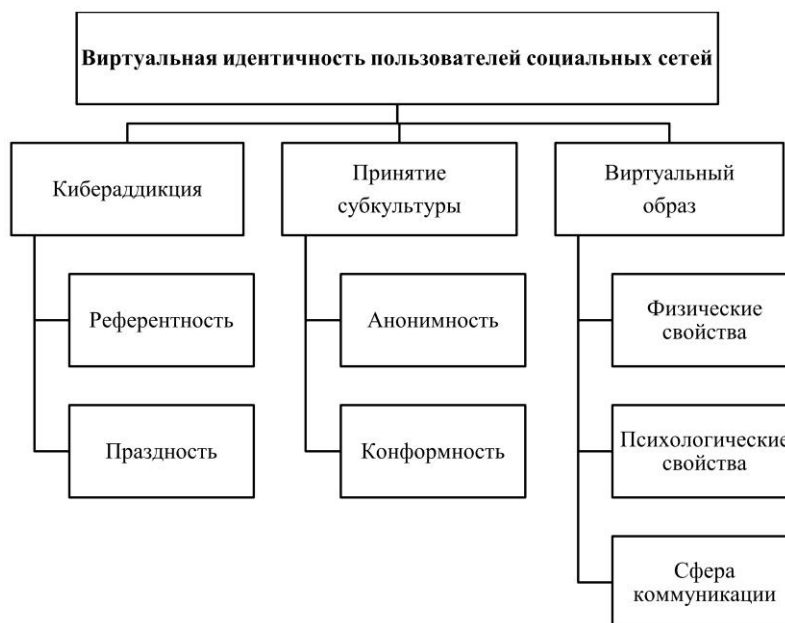 Виртуальная идентичность пользователей социальных сетей
Кибераддикция
Принятие
субкультуры
Виртуальный
образ
Референтность
Анонимность
Физические
свойства
Праздность
Конформность
Психологические
свойства
Сфера
коммуникации